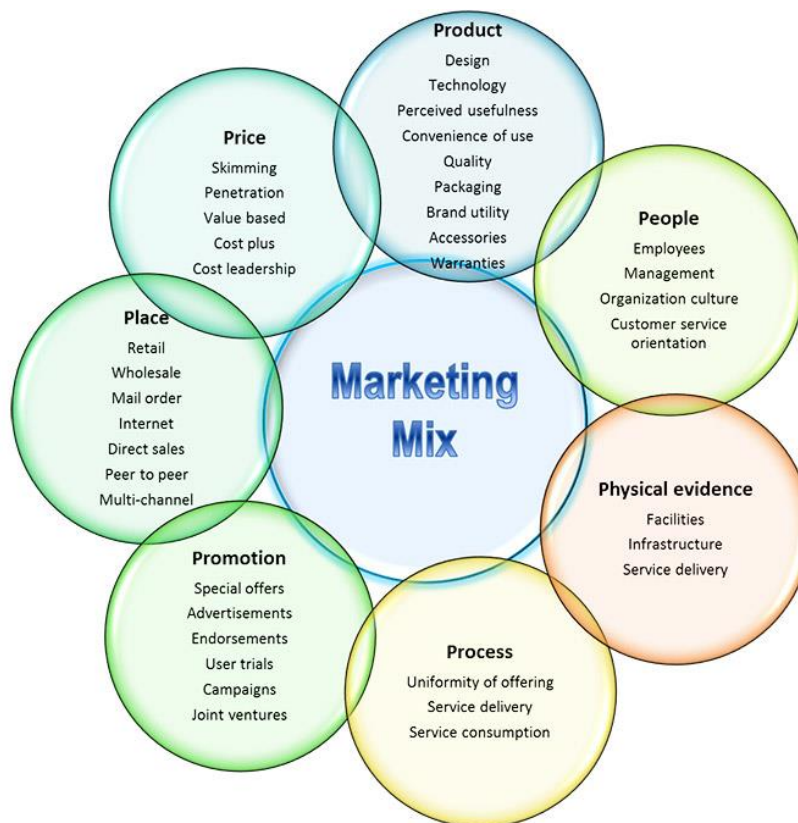 Product
Design
Technology
Perceived usefulness
Convenience of use
Quality
Packaging
Brand utility
Accessories
Warranties
Price
Skimming
Penetration
Value based
Cost plus
Cost leadership
People
Employees
Management
Organization culture
Customer service
orientation
Place
Retail
Wholesale
Mail order
Internet
Direct sales
Peer to peer
Multi-channel
Marketing
Mix
Physical evidence
Facilities
Infrastructure
Service delivery
Promotion
Special offers
Advertisements
Endorsements
User trials
Campaigns
Joint ventures
Process
Uniformity of offering
Service delivery
Service consumption